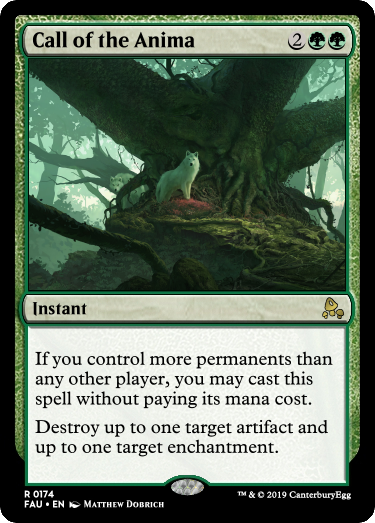 Call of the Anima 2
Instant
If you control more permanents than
any other player, you may cast this
spell without paying its mana cost.
Destroy up to one target artifact and
up to one target enchantment.
R 0174
FAU • EN Matthew Dobrich
™ & © 2019 CanterburyEgg